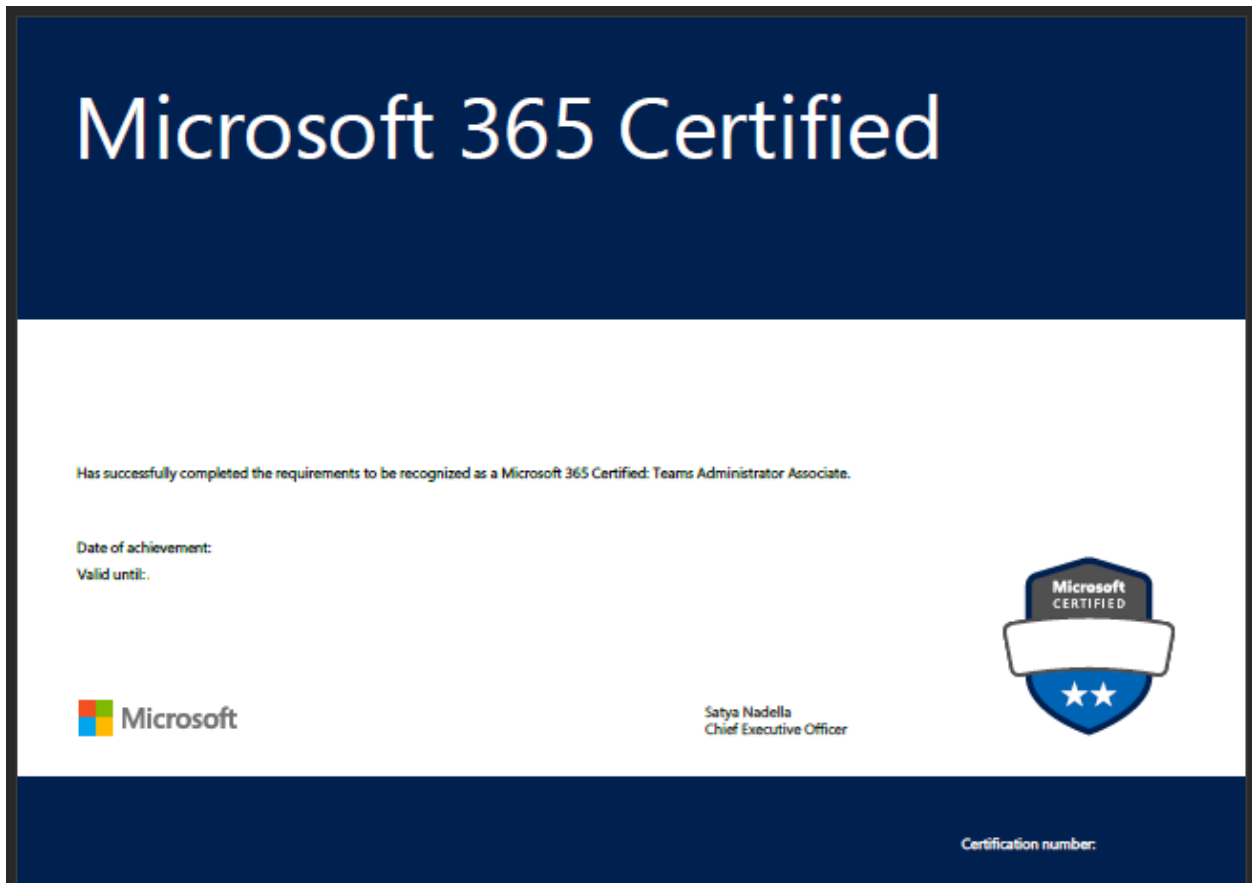 Microsoft 365 Certified
Has successfully completed the requirements to be recognized as a Microsoft 365 Certified: Teams Administrator Associate.
Date of achievement:
Valid until:.
Microsoft
CERTIFIED
Microsoft
Satya Nadella
Chief Executive Officer
Certification number: